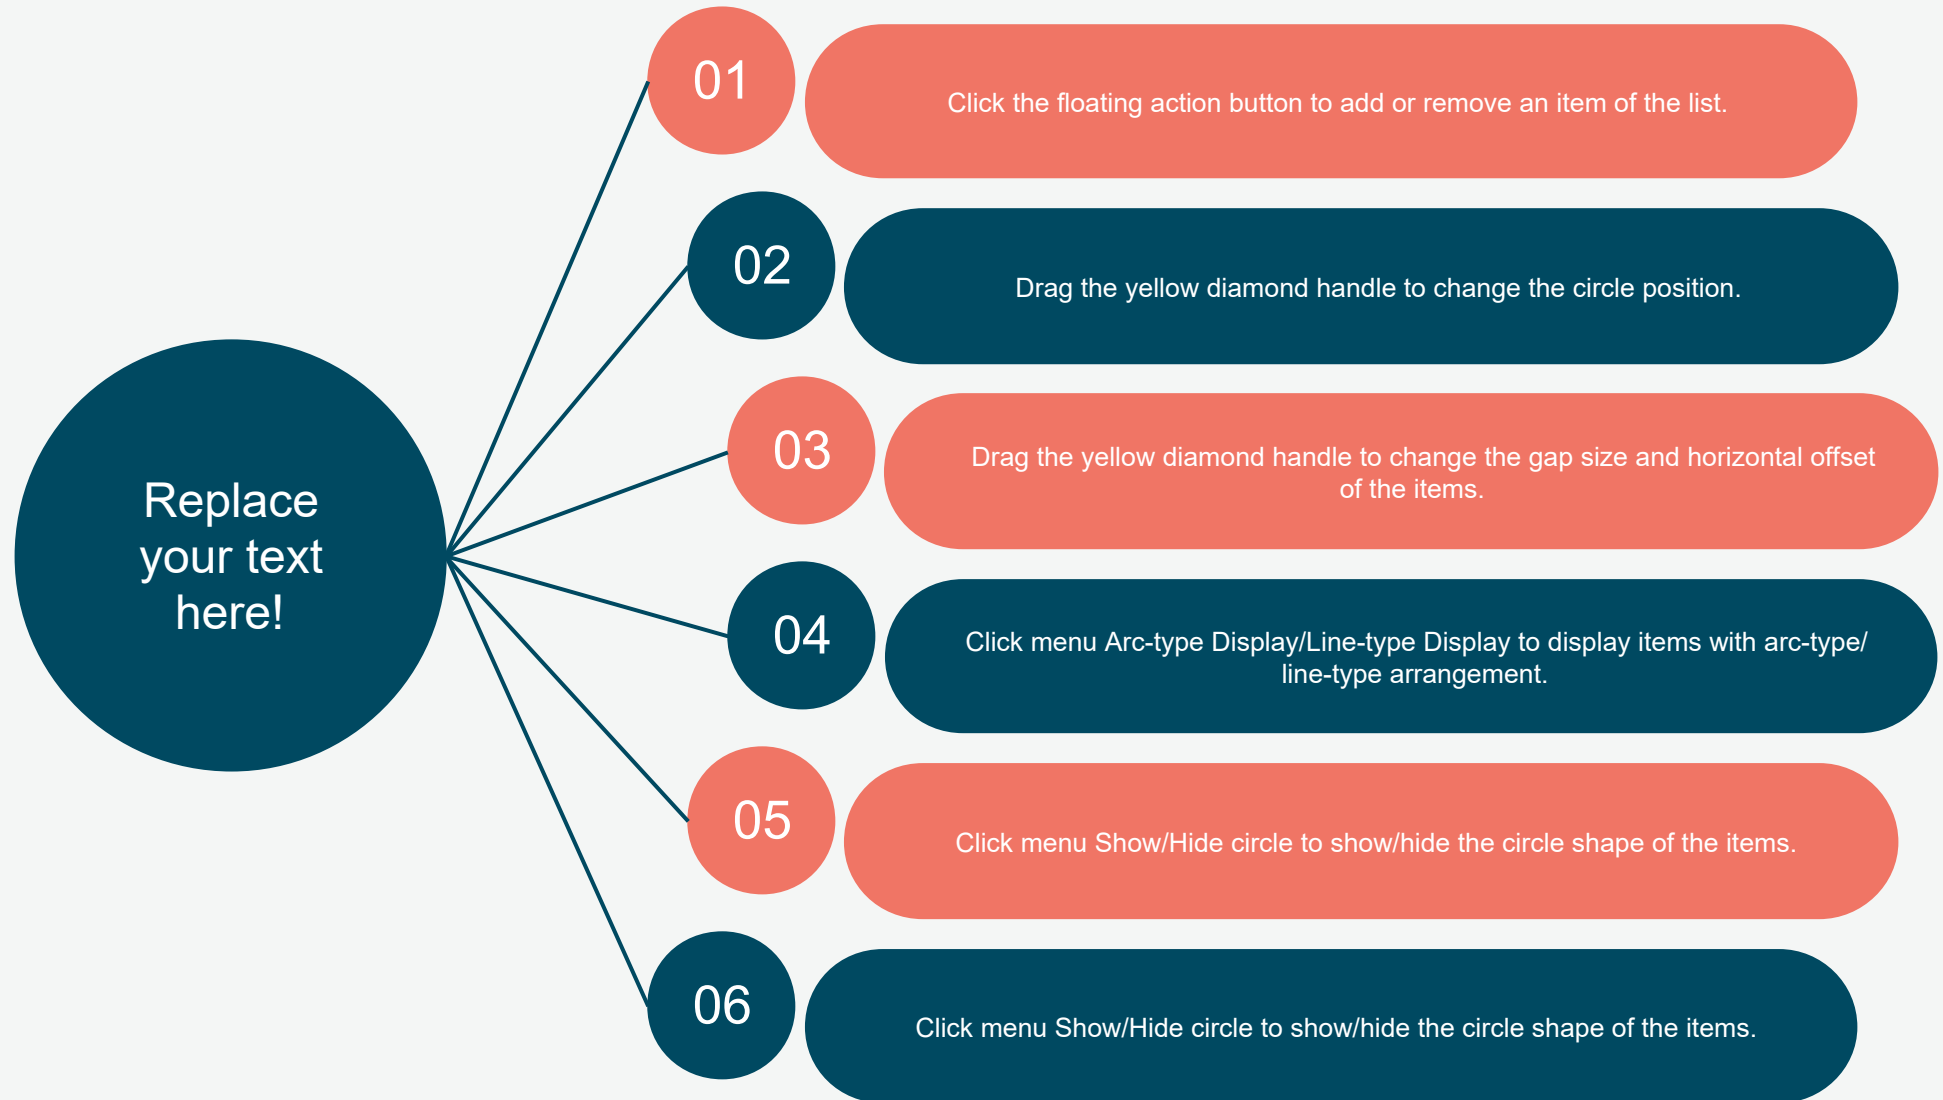 Replace
your text
here!
01
Click the floating action button to add or remove an item of the list.
02
Drag the yellow diamond handle to change the circle position.
03
Drag the yellow diamond handle to change the gap size and horizontal offset
of the items.
04
Click menu Arc-type Display/Line-type Display to display items with arc-type/
line-type arrangement.
05
Click menu Show/Hide circle to show/hide the circle shape of the items.
06
Click menu Show/Hide circle to show/hide the circle shape of the items.